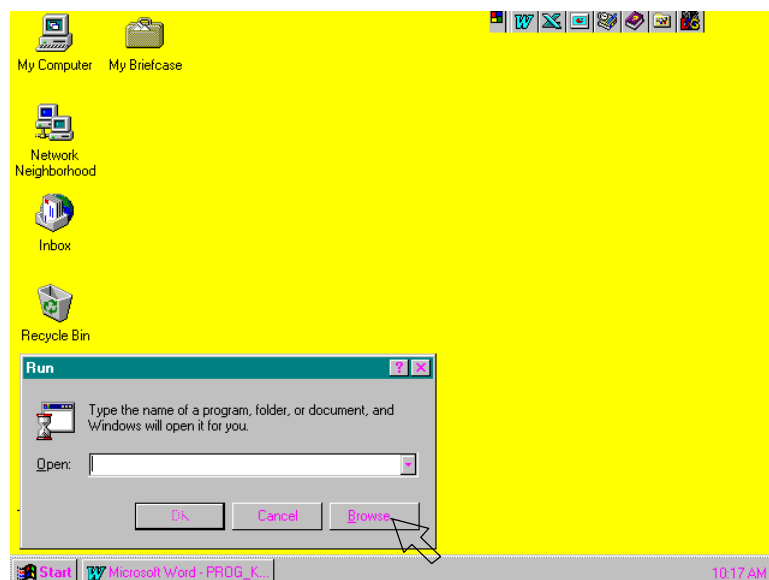 My Computer
My Briefcase
Network
Neighborhood
Inbox
Recycle Bin
Run
Type the name of a program, folder, or document, and
Windows will open it for you.
Open:
Cancel
Browse...
Start
Microsoft Word - PROG_K...
10:17 AM